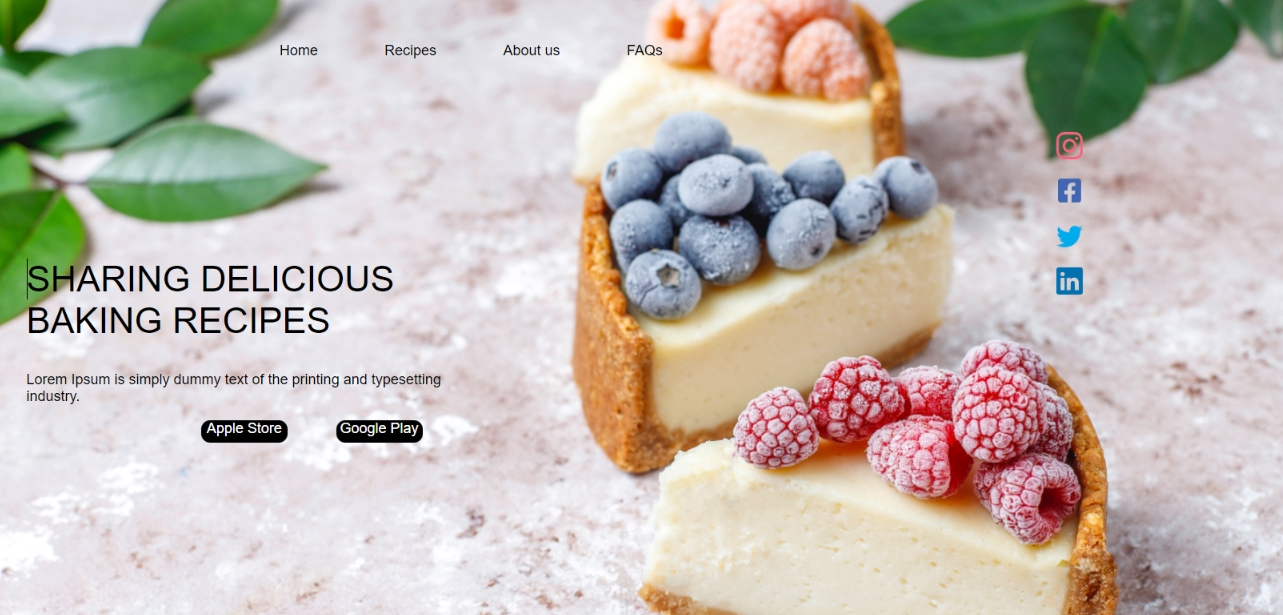 Home Recipes About us FAQs
SHARING DELICIOUS
BAKING RECIPES
Lorem Ipsum is simply dummy text of the printing and typesetting
industry.
Apple Store Google Play